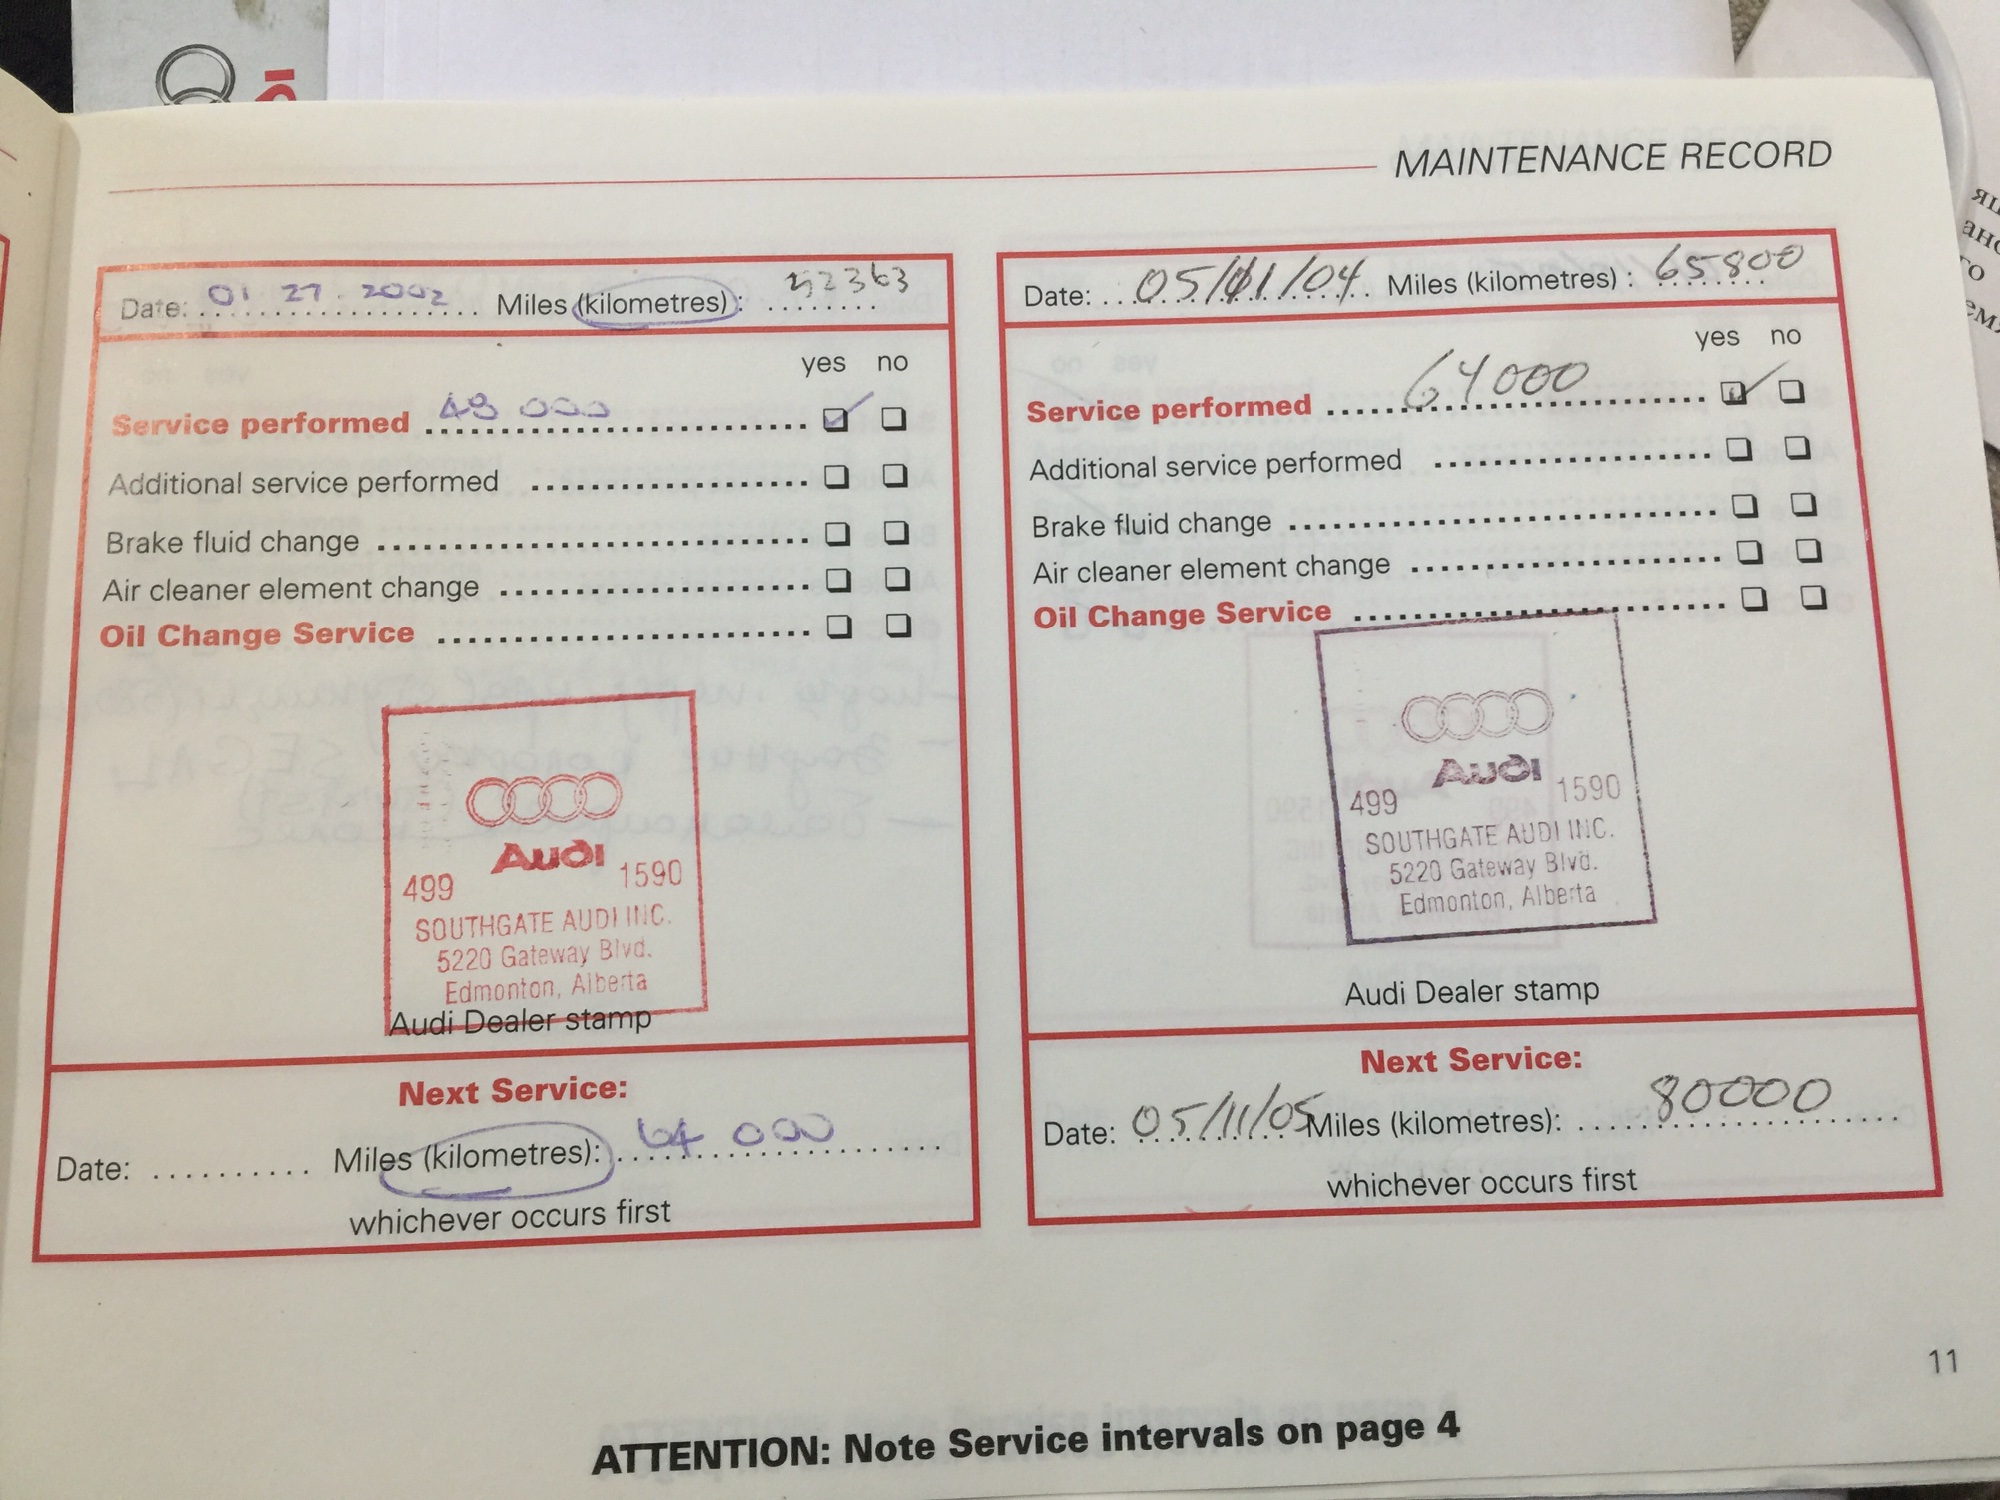 MAINTENANCE RECORD
Date: 01 27 . 2002 Miles (kilometres) : 52363
yes no
Service performed 48 000
Additional service performed
Brake fluid change
Air cleaner element change
Oil Change Service
Audi
499 1590
SOUTHGATE AUDI INC.
5220 Gateway Blvd.
Edmonton, Alberta
Audi Dealer stamp
Next Service:
Date: Miles (kilometres): 64 000
whichever occurs first
Date: 05/11/04 Miles (kilometres) : 65800
yes no
Service performed 64000
Additional service performed
Brake fluid change
Air cleaner element change
Oil Change Service
Audi
499 1590
SOUTHGATE AUDI INC.
5220 Gateway Blvd.
Edmonton, Alberta
Audi Dealer stamp
Next Service:
Date: 05/11/05 Miles (kilometres): 80000
whichever occurs first
11
ATTENTION: Note Service intervals on page 4